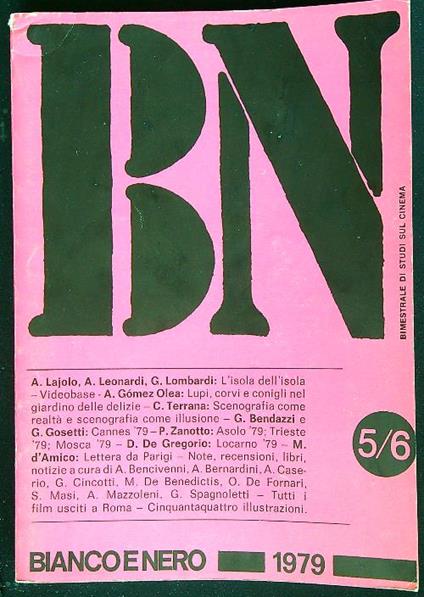 BN
BIMESTRALE DI STUDI SUL CINEMA
A. Lajolo, A. Leonardi, G. Lombardi: L'isola dell'isola
– Videobase - A. Gómez Olea: Lupi, corvi e conigli nel
giardino delle delizie – C. Terrana: Scenografia come
realtà e scenografia come illusione – G. Bendazzi e
G. Gosetti: Cannes '79 – P. Zanotto: Asolo '79; Trieste
'79; Mosca '79 – D. De Gregorio: Locarno '79 – M.
d'Amico: Lettera da Parigi – Note, recensioni, libri,
notizie a cura di A. Bencivenni, A. Bernardini, A. Case-
rio, G. Cincotti, M. De Benedictis, O. De Fornari,
S. Masi, A. Mazzoleni, G. Spagnoletti – Tutti i
film usciti a Roma – Cinquantaquattro illustrazioni.
5/6
BIANCO E NERO 1979